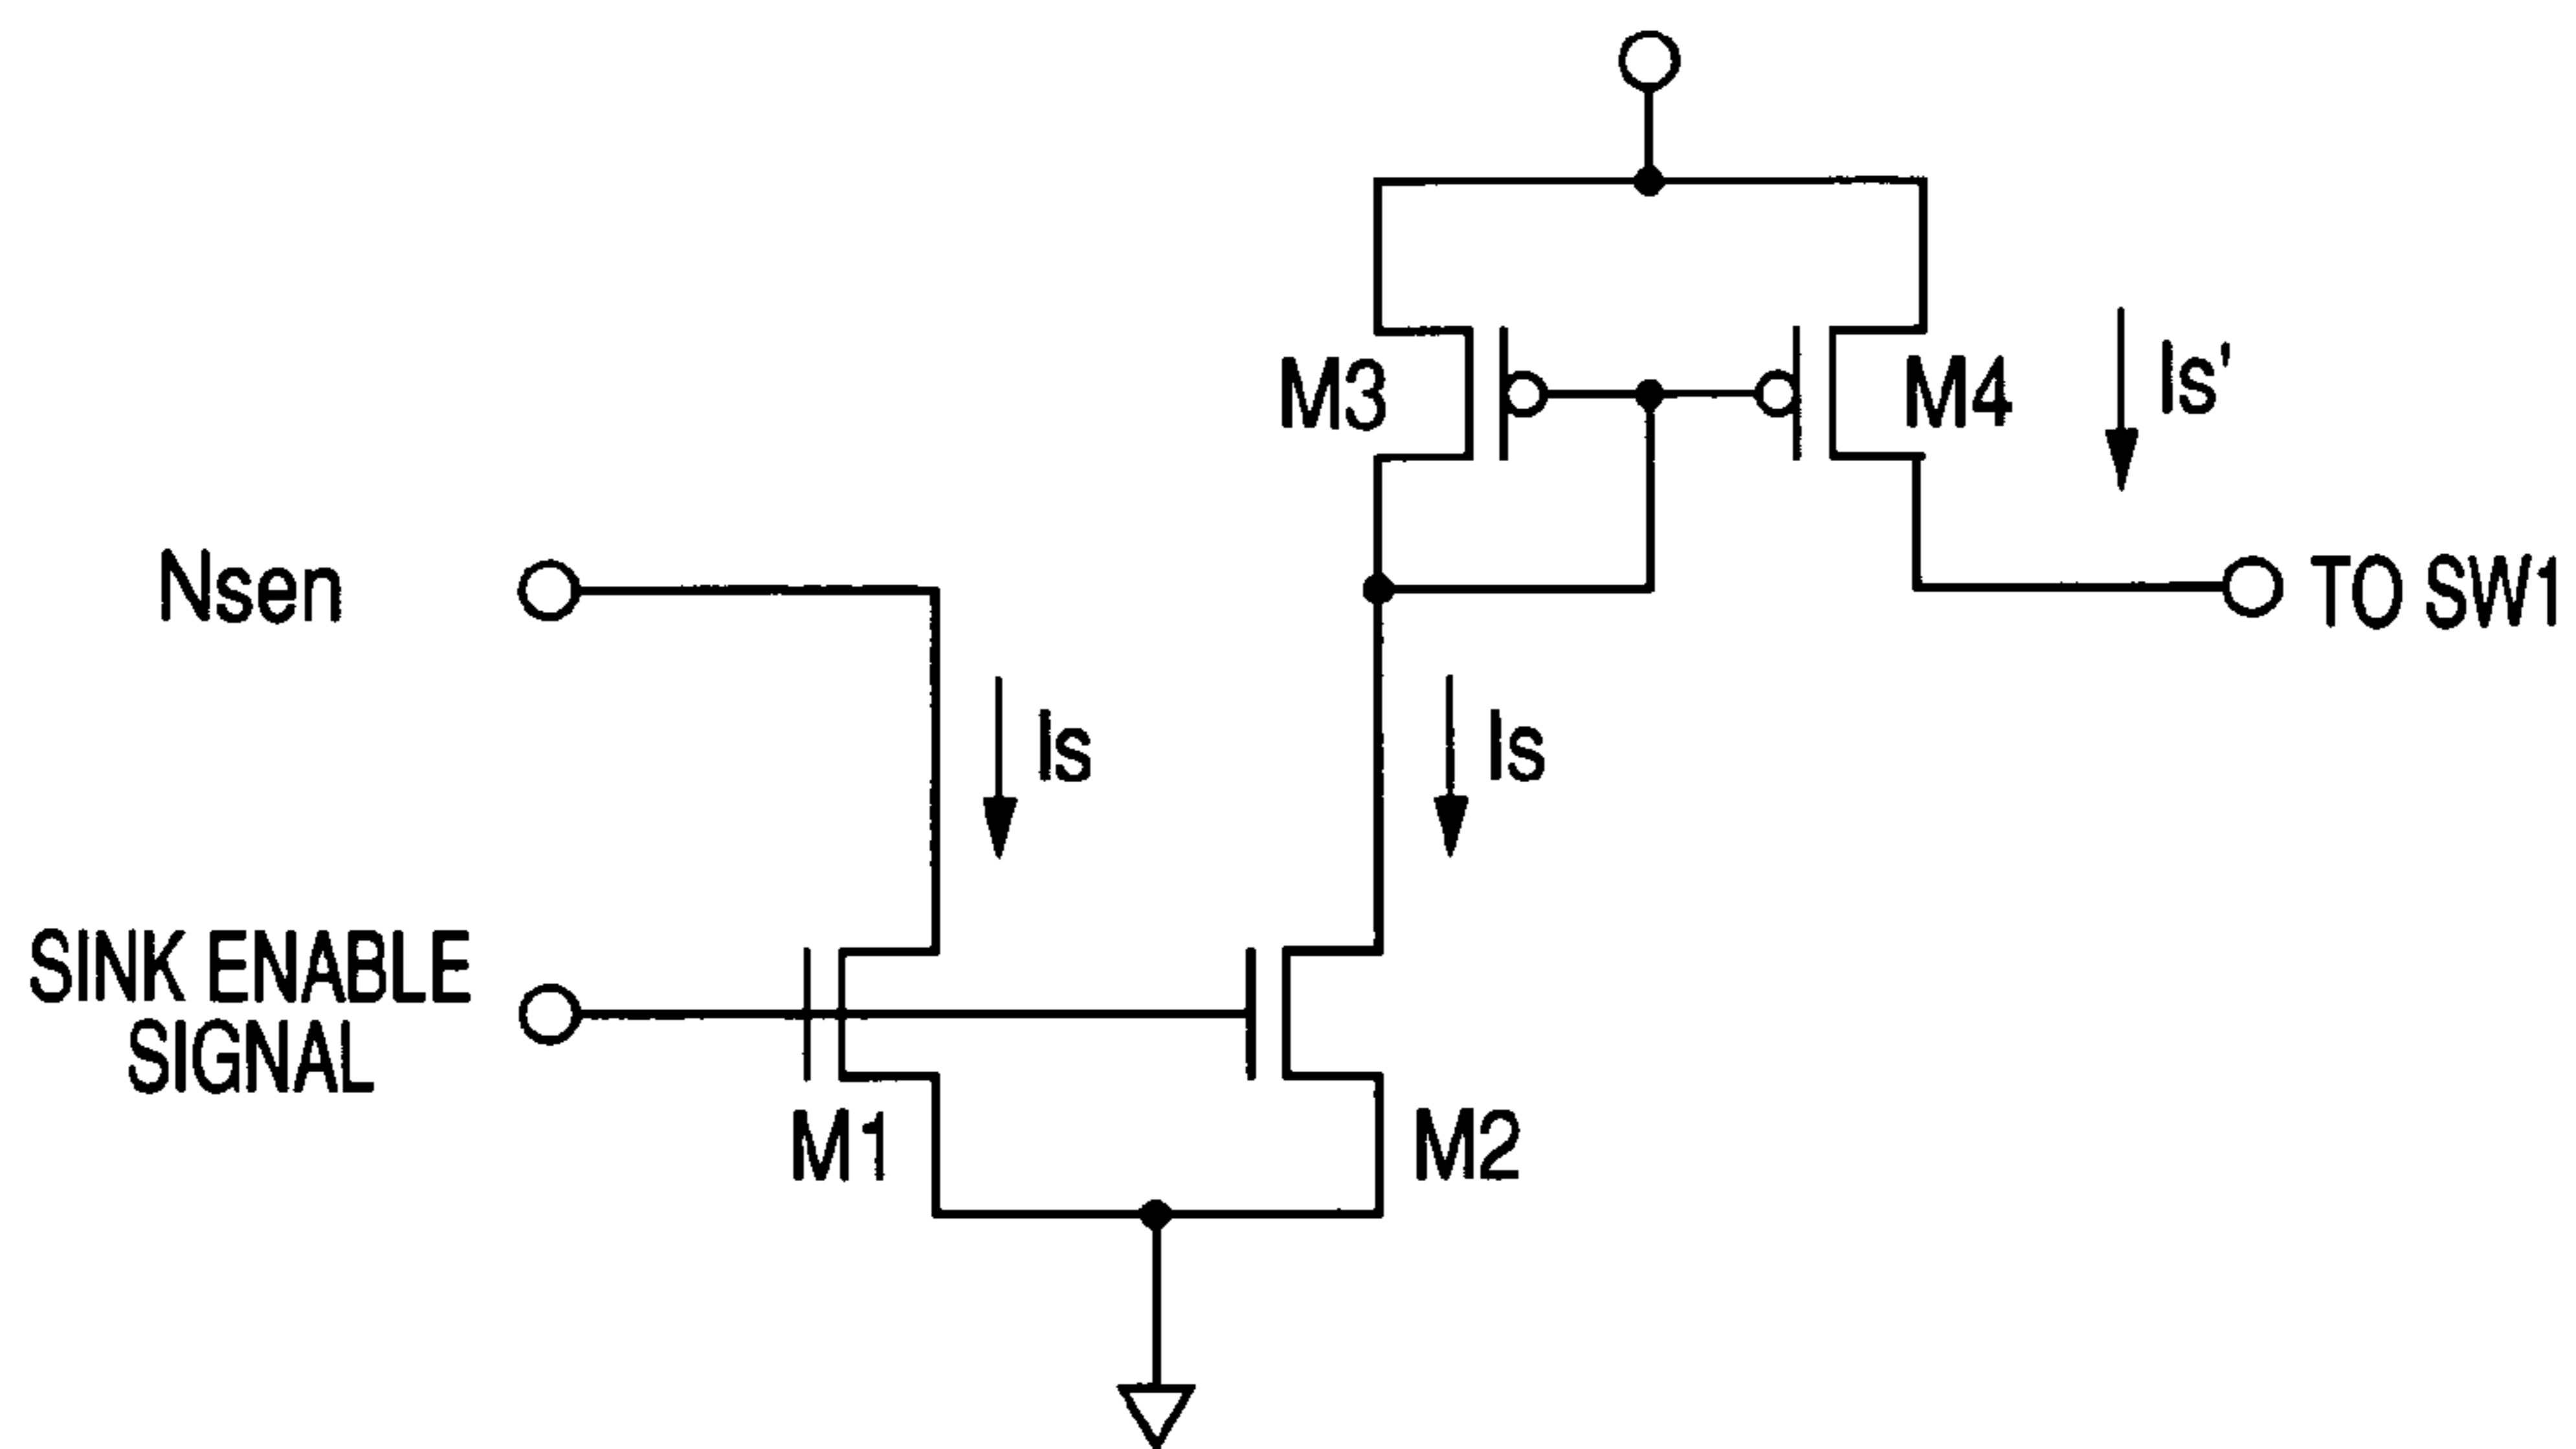 M3
M4
Is'
Nsen
TO SW1
Is
Is
SINK ENABLE
SIGNAL
M1
M2